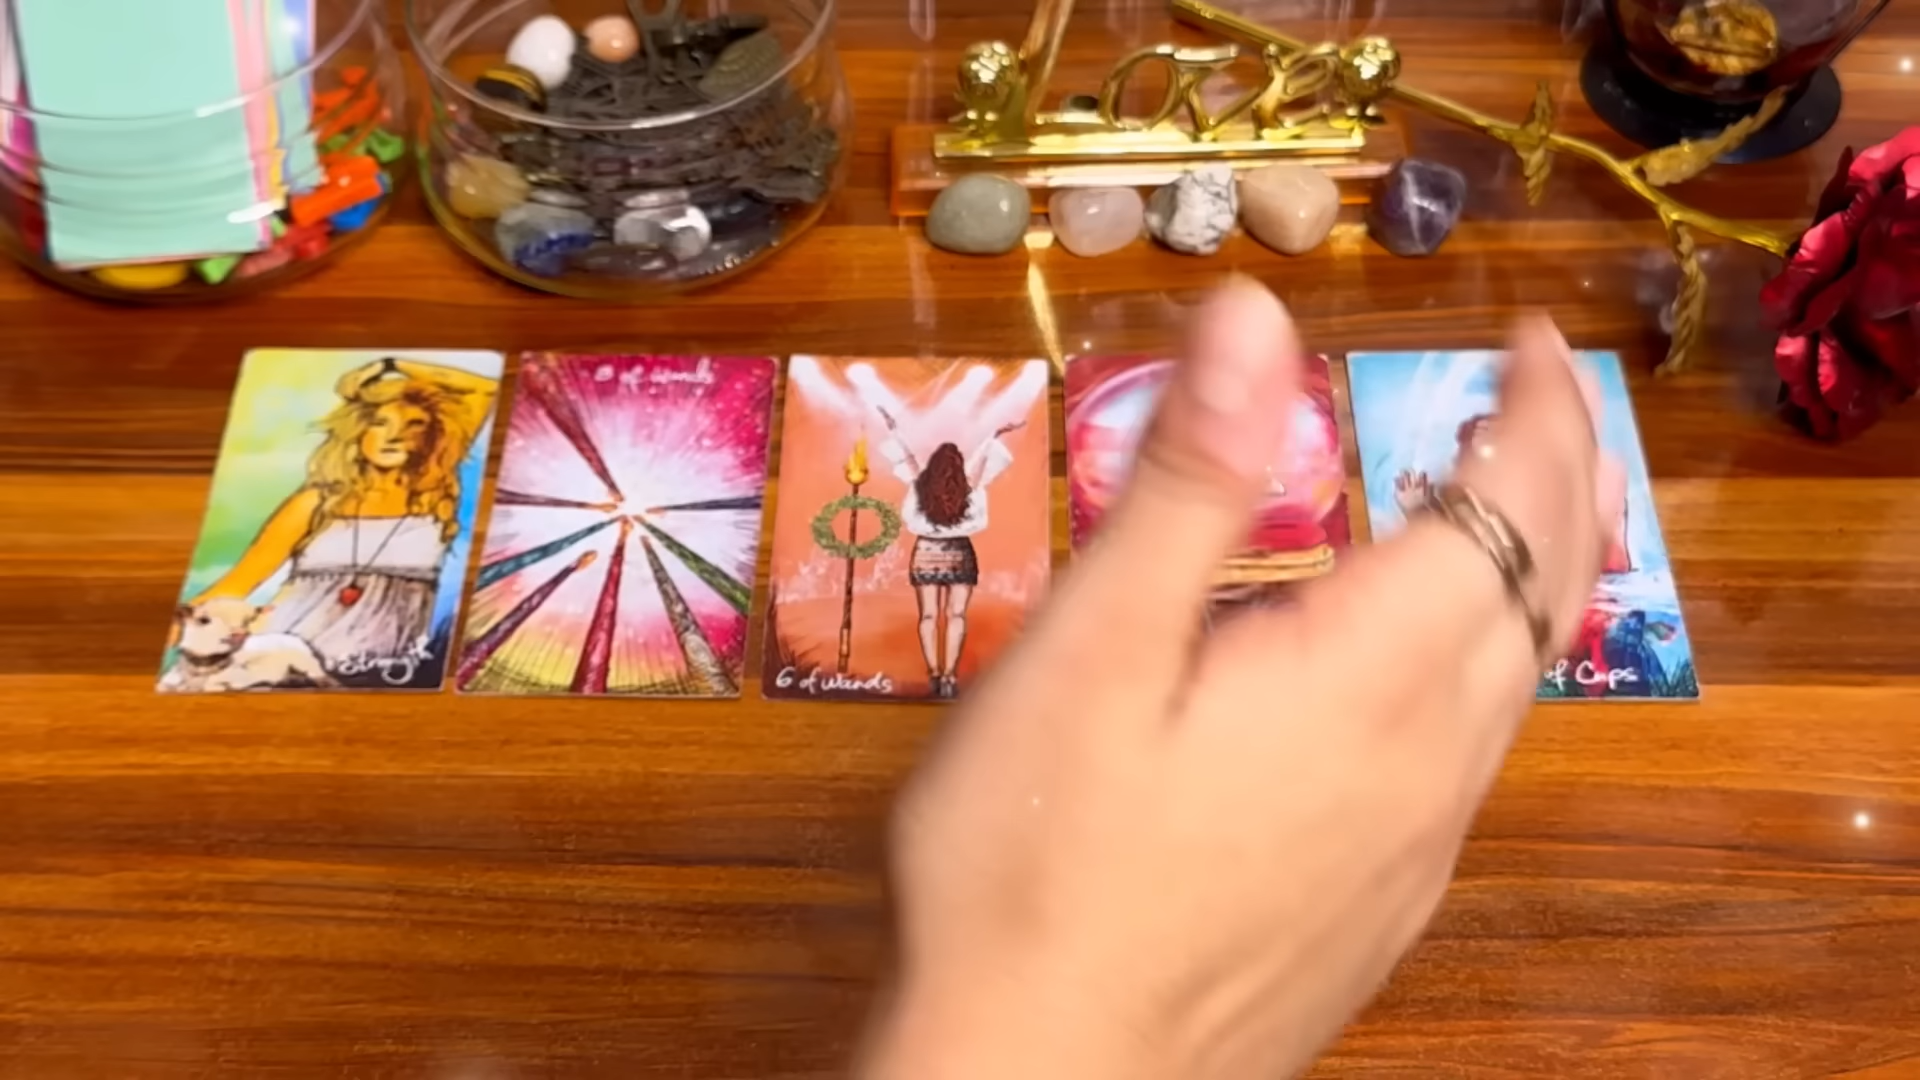 Strength
8 of wands
6 of Wands
of Cups